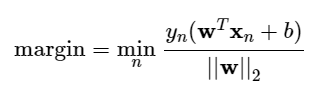 margin = min_n y_n(𝐰^T 𝐱_n + b) / ||𝐰||_2